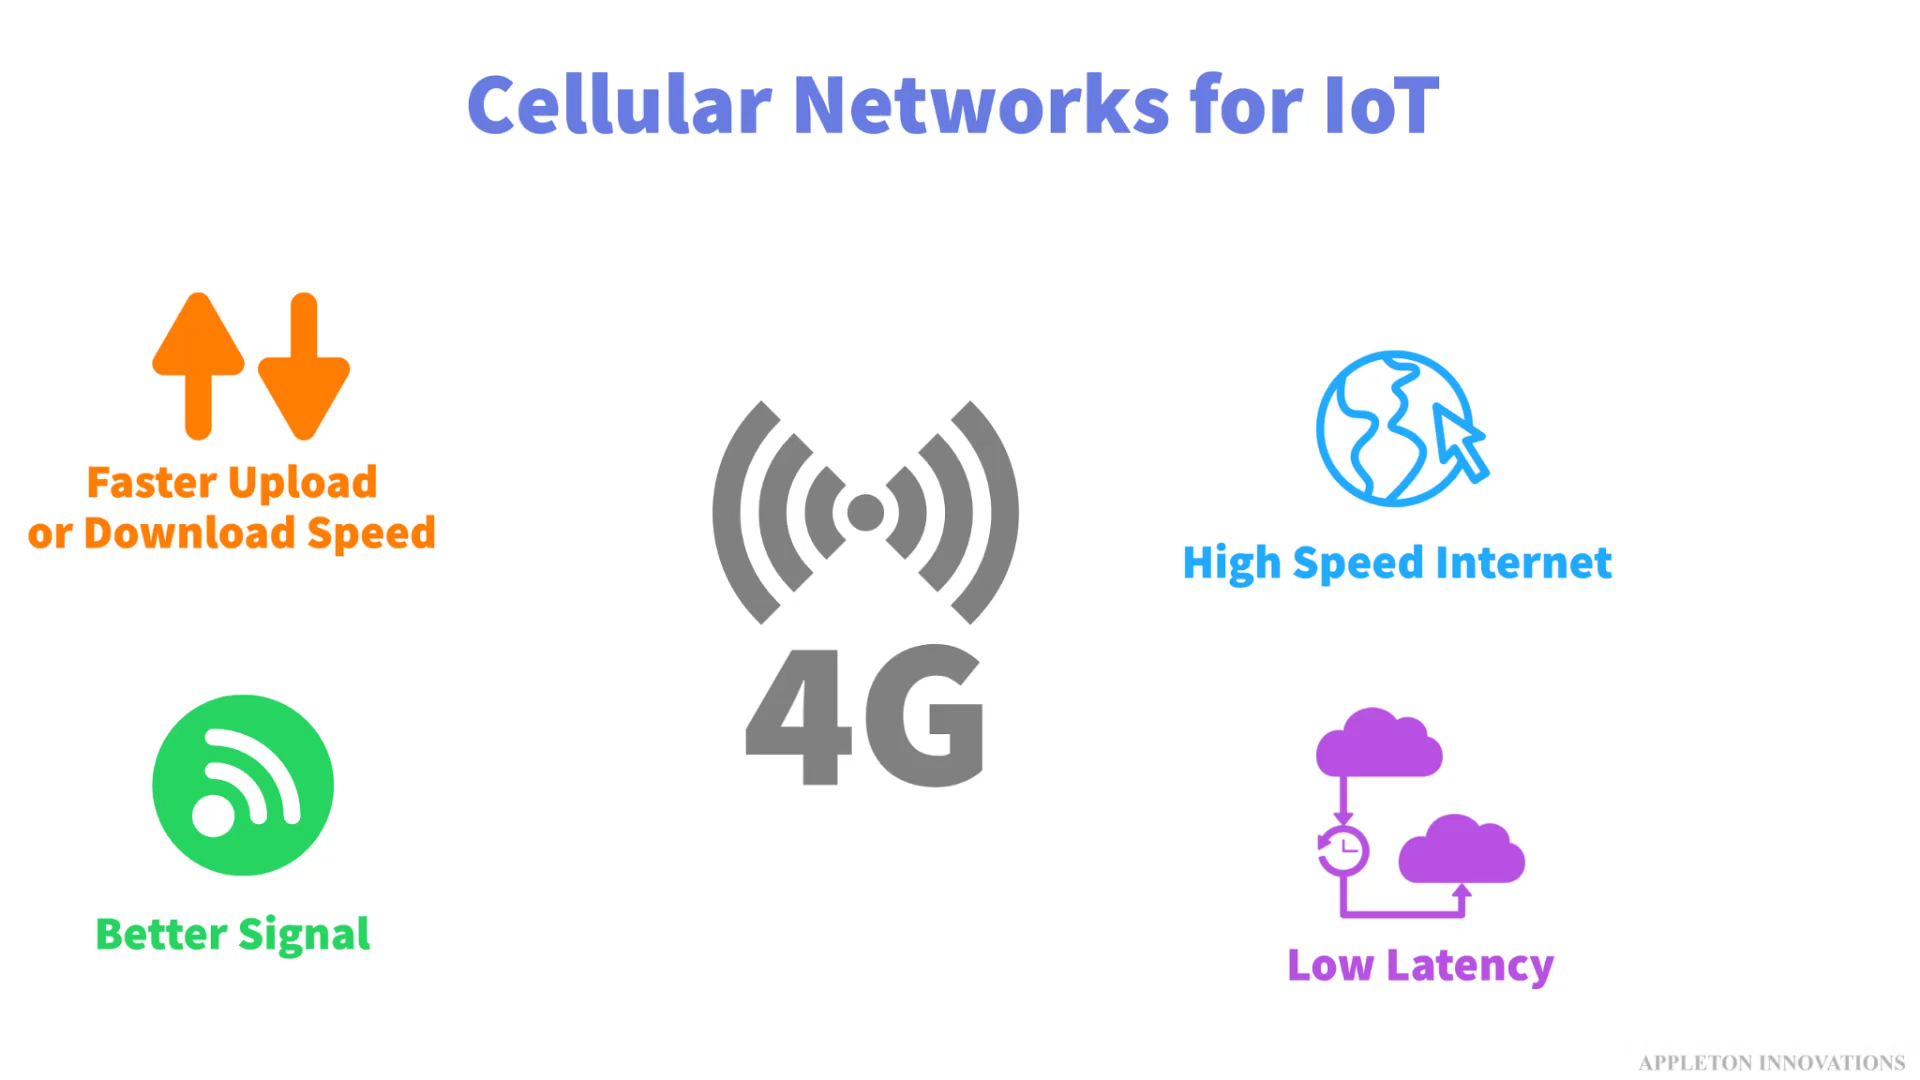 Cellular Networks for IoT
Faster Upload
or Download Speed
High Speed Internet
4G
Better Signal
Low Latency
APPLETON INNOVATIONS